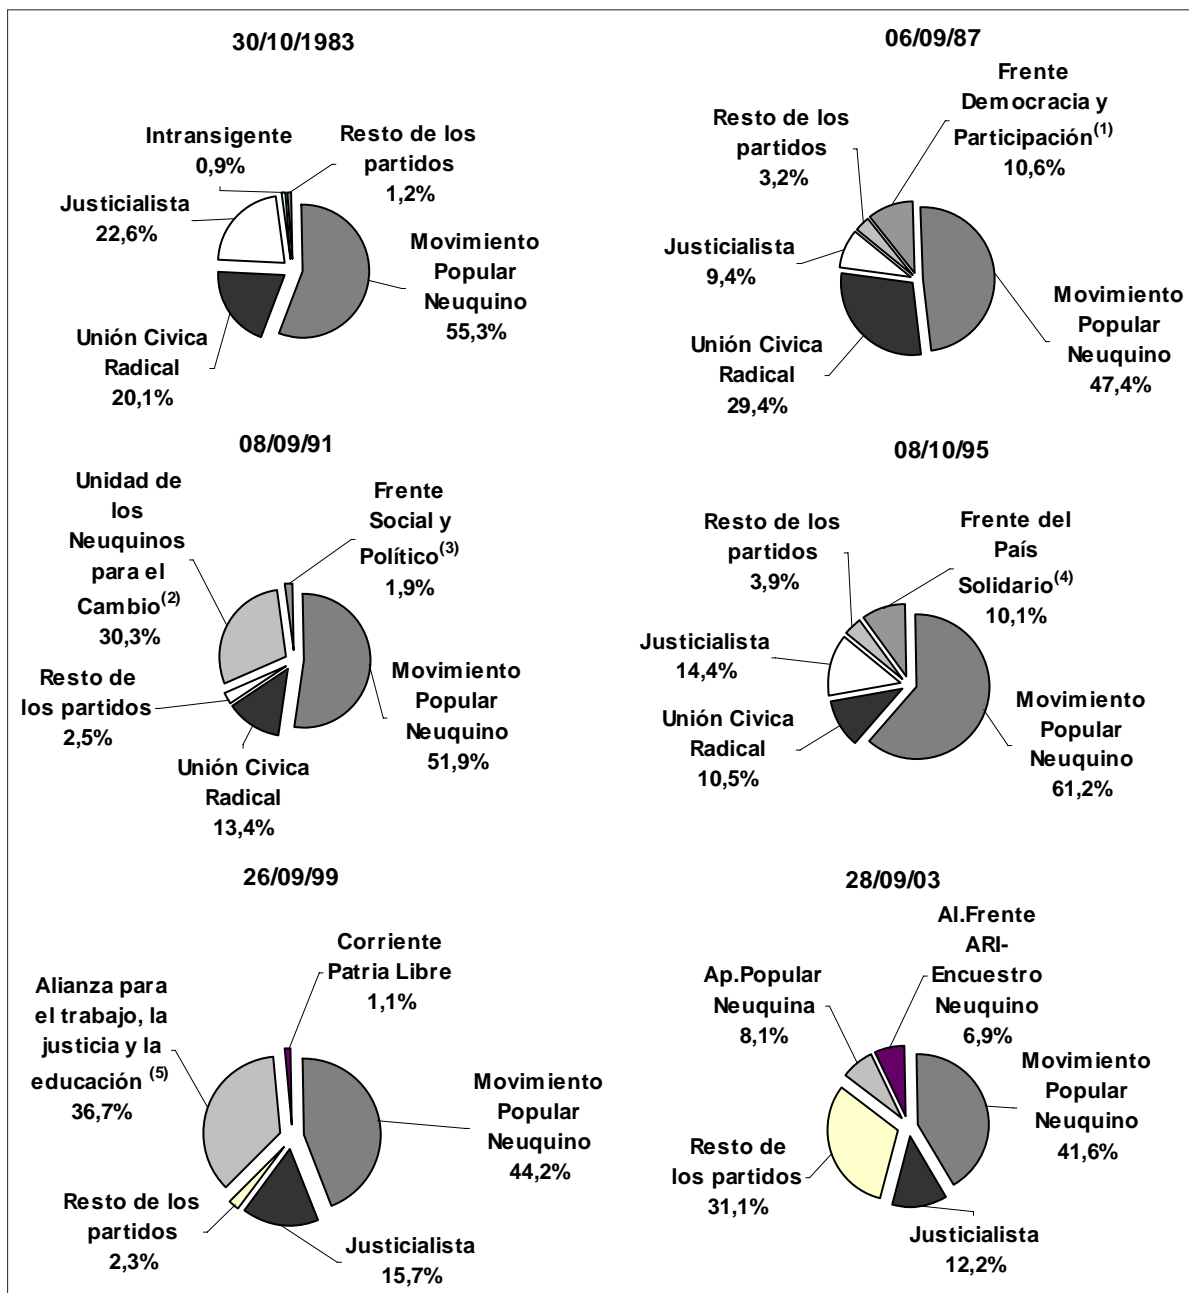 30/10/1983
Intransigente
0,9%
Resto de los
partidos
1,2%
Justicialista
22,6%
Movimiento
Popular
Neuquino
55,3%
Unión Civica
Radical
20,1%
06/09/87
Frente
Democracia y
Participación(1)
10,6%
Resto de los
partidos
3,2%
Justicialista
9,4%
Movimiento
Popular
Neuquino
47,4%
Unión Civica
Radical
29,4%
08/09/91
Unidad de
los
Neuquinos
para el
Cambio(2)
30,3%
Frente
Social y
Político(3)
1,9%
Resto de
los partidos
2,5%
Movimiento
Popular
Neuquino
51,9%
Unión Civica
Radical
13,4%
08/10/95
Resto de los
partidos
3,9%
Frente del
País
Solidario(4)
10,1%
Justicialista
14,4%
Unión Civica
Radical
10,5%
Movimiento
Popular
Neuquino
61,2%
26/09/99
Corriente
Patria Libre
1,1%
Alianza para
el trabajo, la
justicia y la
educación (5)
36,7%
Movimiento
Popular
Neuquino
44,2%
Resto de los
partidos
2,3%
Justicialista
15,7%
28/09/03
Al.Frente
ARI-
Encuestro
Neuquino
6,9%
Ap.Popular
Neuquina
8,1%
Movimiento
Popular
Neuquino
41,6%
Resto de
los partidos
31,1%
Justicialista
12,2%